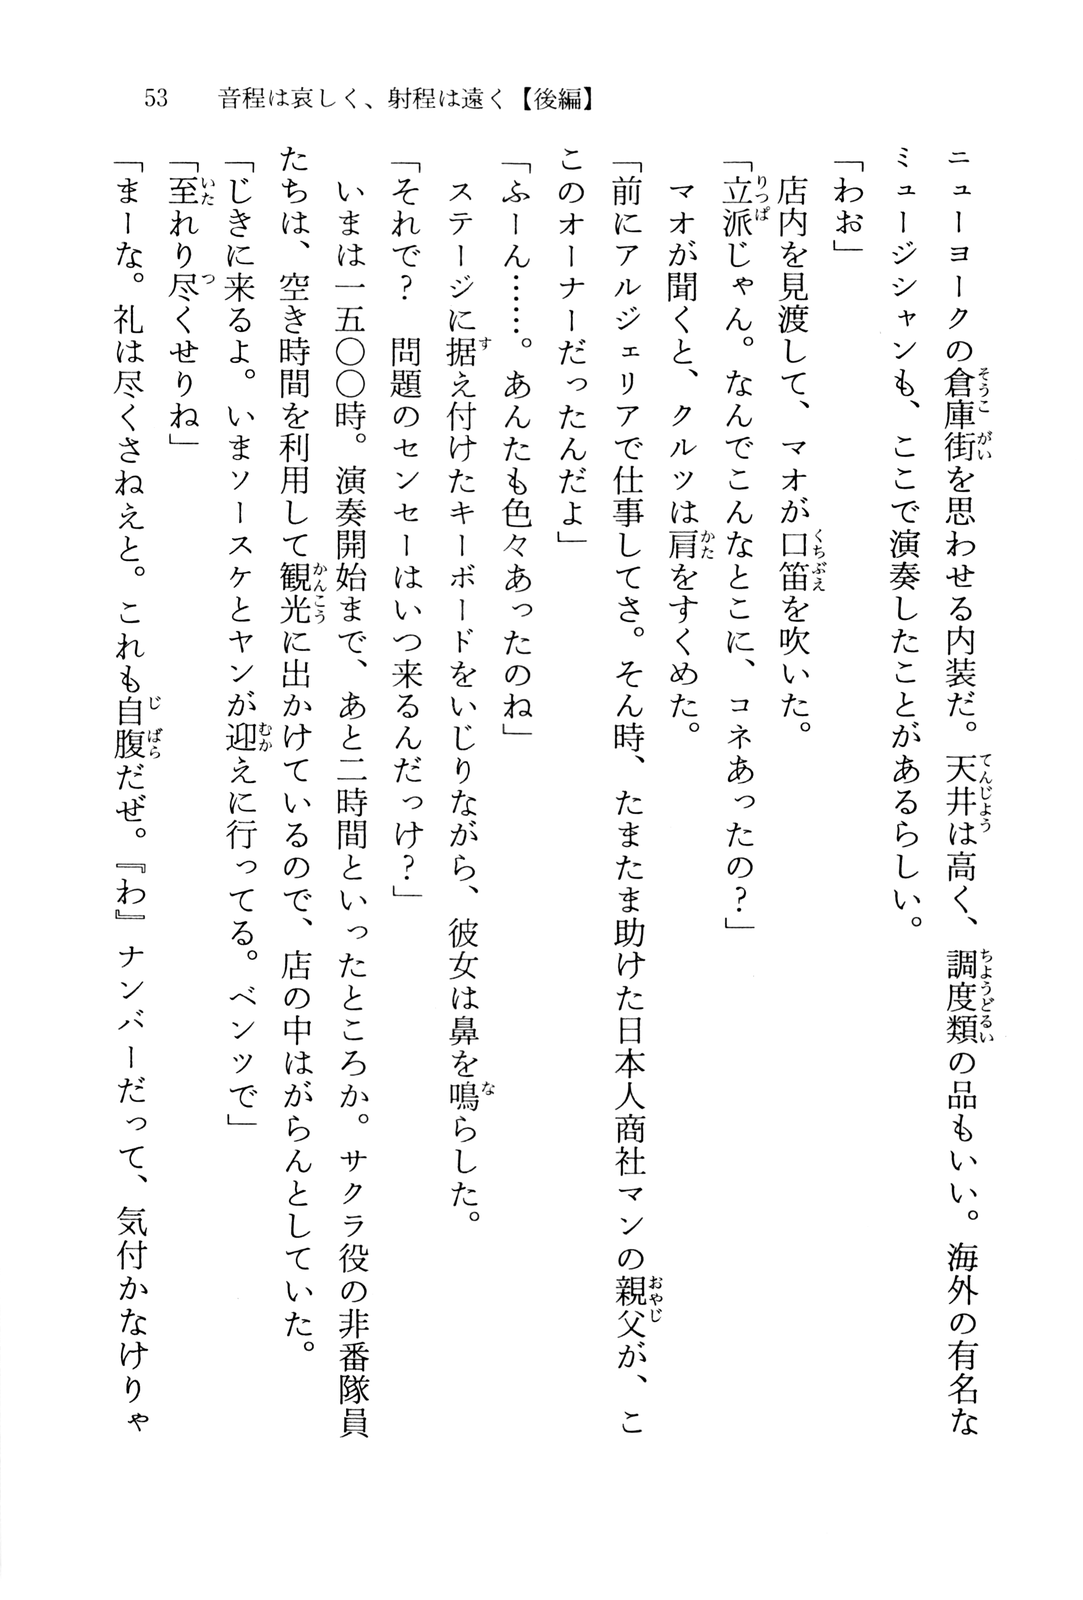 53　音程は哀しく、射程は遠く【後編】
ニューヨークの倉庫街を思わせる内装だ。天井は高く、調度類の品もいい。海外の有名な
ミュージシャンも、ここで演奏したことがあるらしい。
「わお」
　店内を見渡して、マオが口笛を吹いた。
「立派じゃん。なんでこんなとこに、コネあったの？」
　マオが聞くと、クルツは肩をすくめた。
「前にアルジェリアで仕事してさ。そん時、たまたま助けた日本人商社マンの親父が、こ
このオーナーだったんだよ」
「ふーん……。あんたも色々あったのね」
　ステージに据え付けたキーボードをいじりながら、彼女は鼻を鳴らした。
「それで？　問題のセンセーはいつ来るんだっけ？」
　いまは一五〇〇時。演奏開始まで、あと二時間といったところか。サクラ役の非番隊員
たちは、空き時間を利用して観光に出かけているので、店の中はがらんとしていた。
「じきに来るよ。いまソースケとヤンが迎えに行ってる。ベンツで」
「至れり尽くせりね」
「まーな。礼は尽くさねえと。これも自腹だぜ。『わ』ナンバーだって、気付かなけりゃ